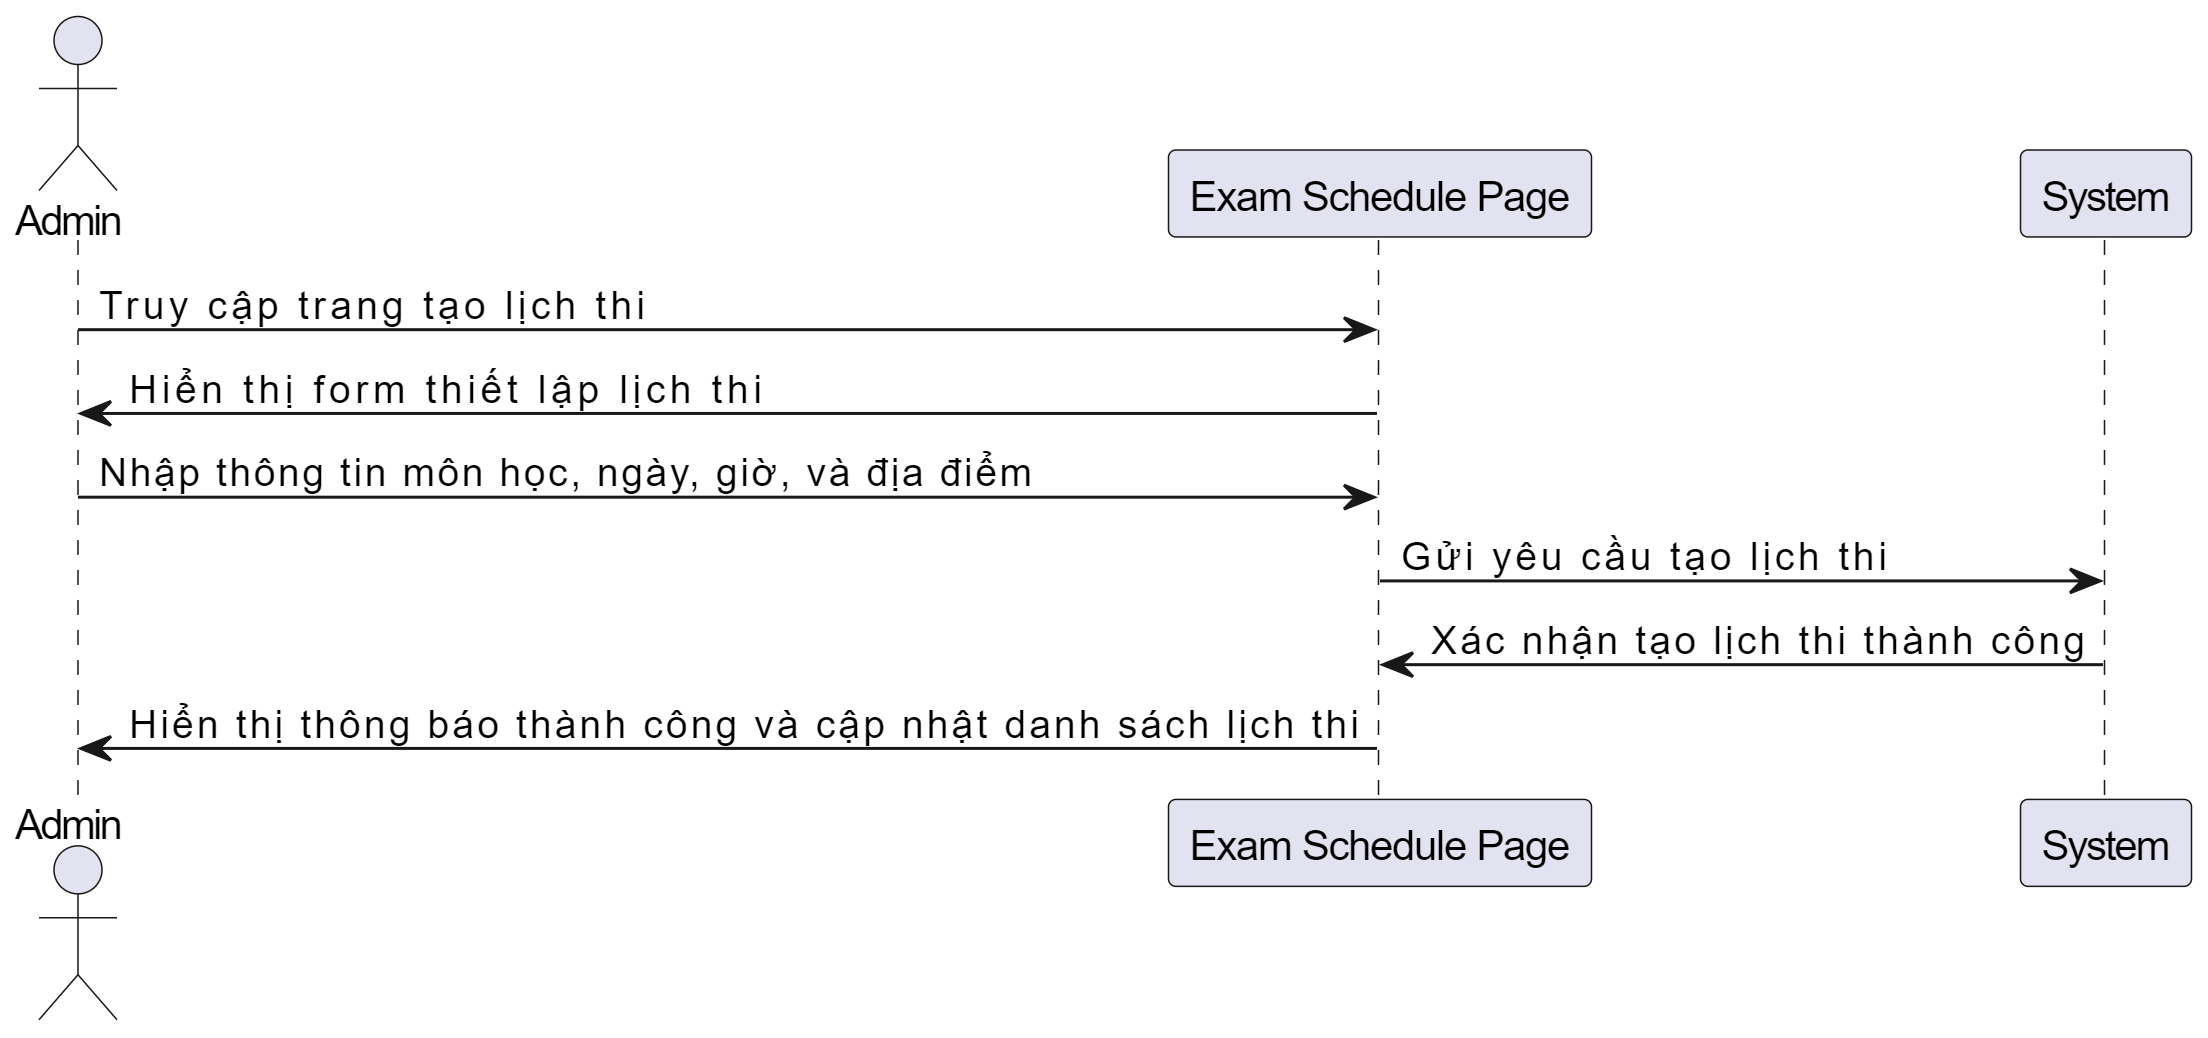 Admin
Exam Schedule Page
System
Truy cập trang tạo lịch thi
Hiển thị form thiết lập lịch thi
Nhập thông tin môn học, ngày, giờ, và địa điểm
Gửi yêu cầu tạo lịch thi
Xác nhận tạo lịch thi thành công
Hiển thị thông báo thành công và cập nhật danh sách lịch thi
Admin
Exam Schedule Page
System